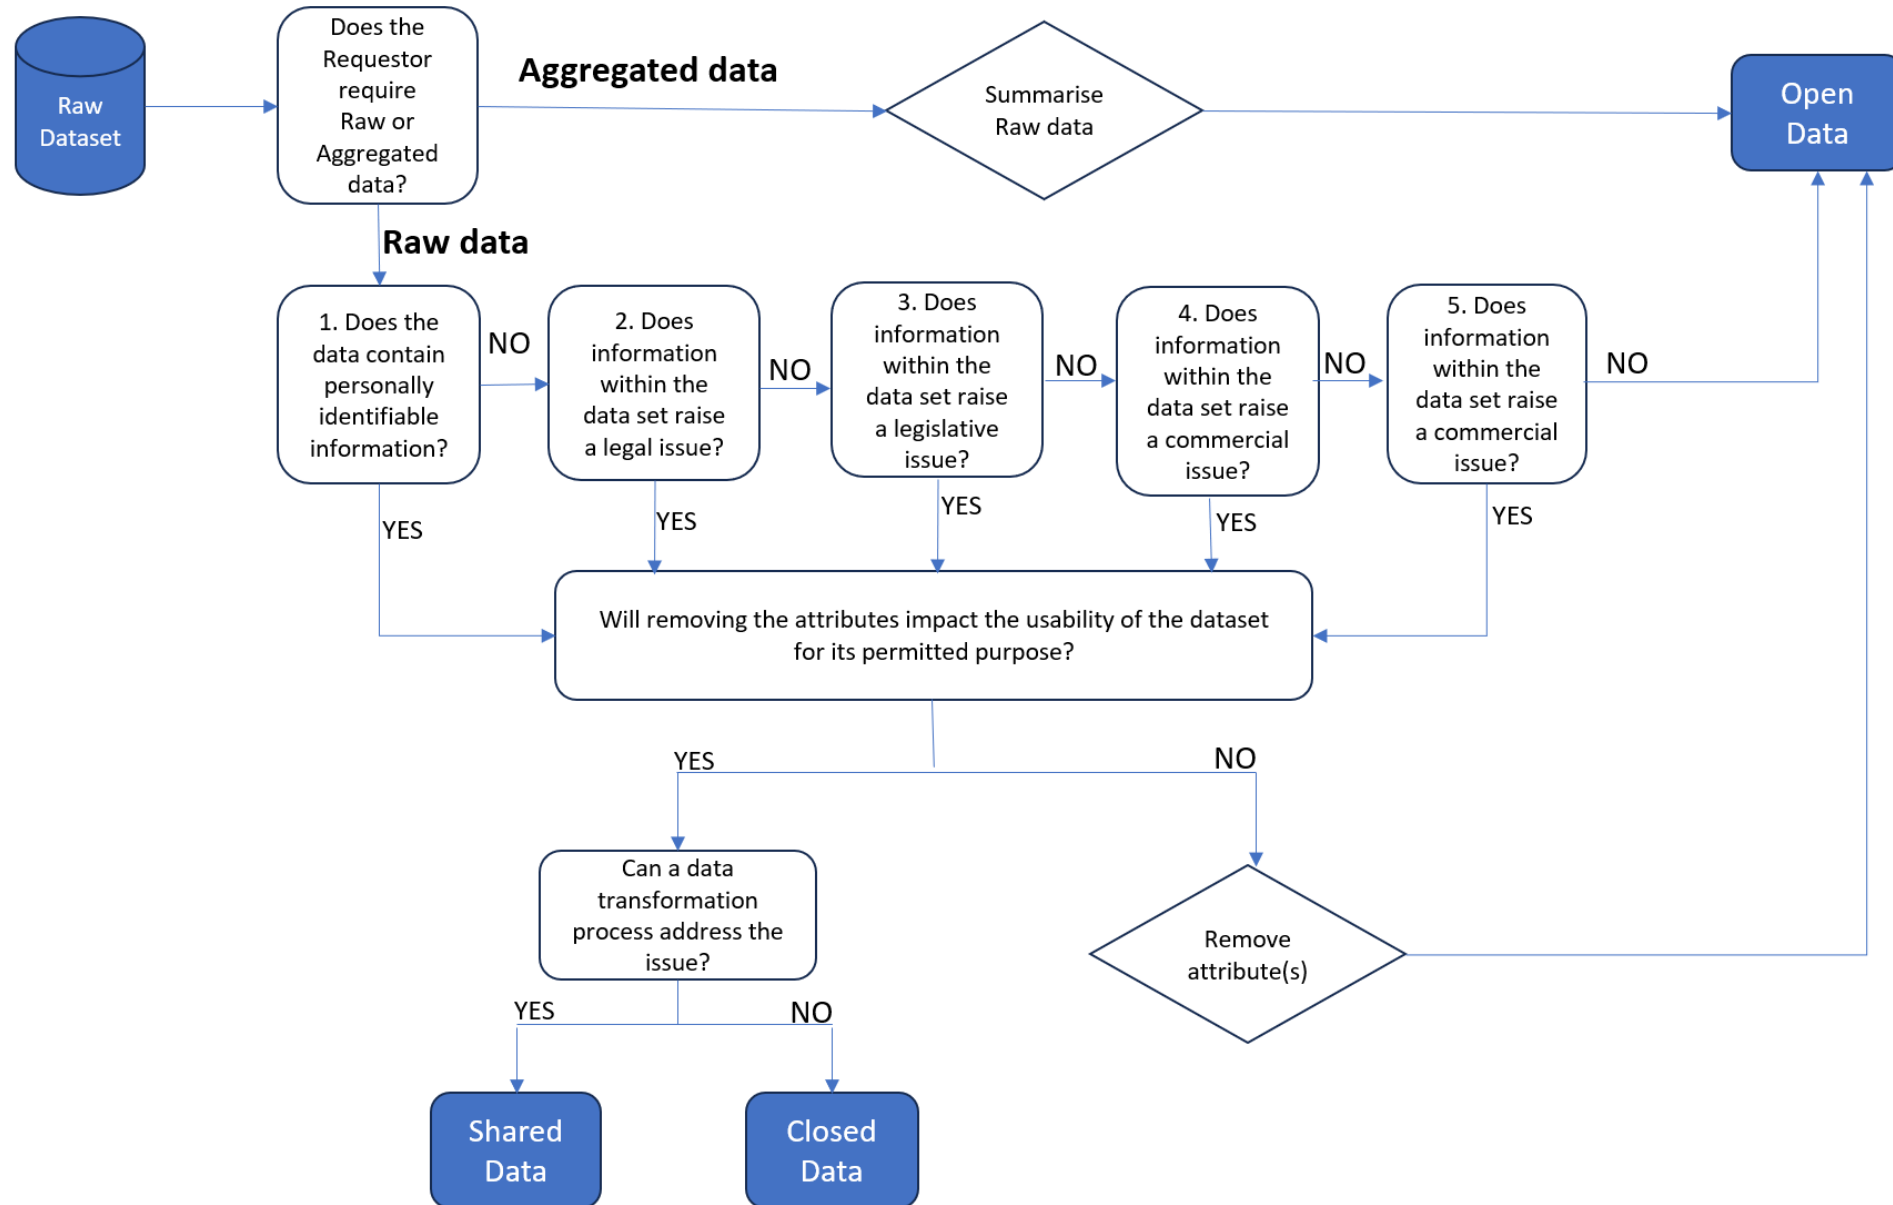 Raw
Dataset
Does the
Requestor
require
Raw or
Aggregated
data?
Aggregated data
Summarise
Raw data
Open
Data
Raw data
1. Does the
data contain
personally
identifiable
information?
NO
2. Does
information
within the
data set raise
a legal issue?
NO
3. Does
information
within the
data set raise
a legislative
issue?
NO
4. Does
information
within the
data set raise
a commercial
issue?
NO
5. Does
information
within the
data set raise
a commercial
issue?
NO
YES
YES
YES
YES
YES
Will removing the attributes impact the usability of the dataset
for its permitted purpose?
YES
NO
Can a data
transformation
process address the
issue?
Remove
attribute(s)
YES
NO
Shared
Data
Closed
Data